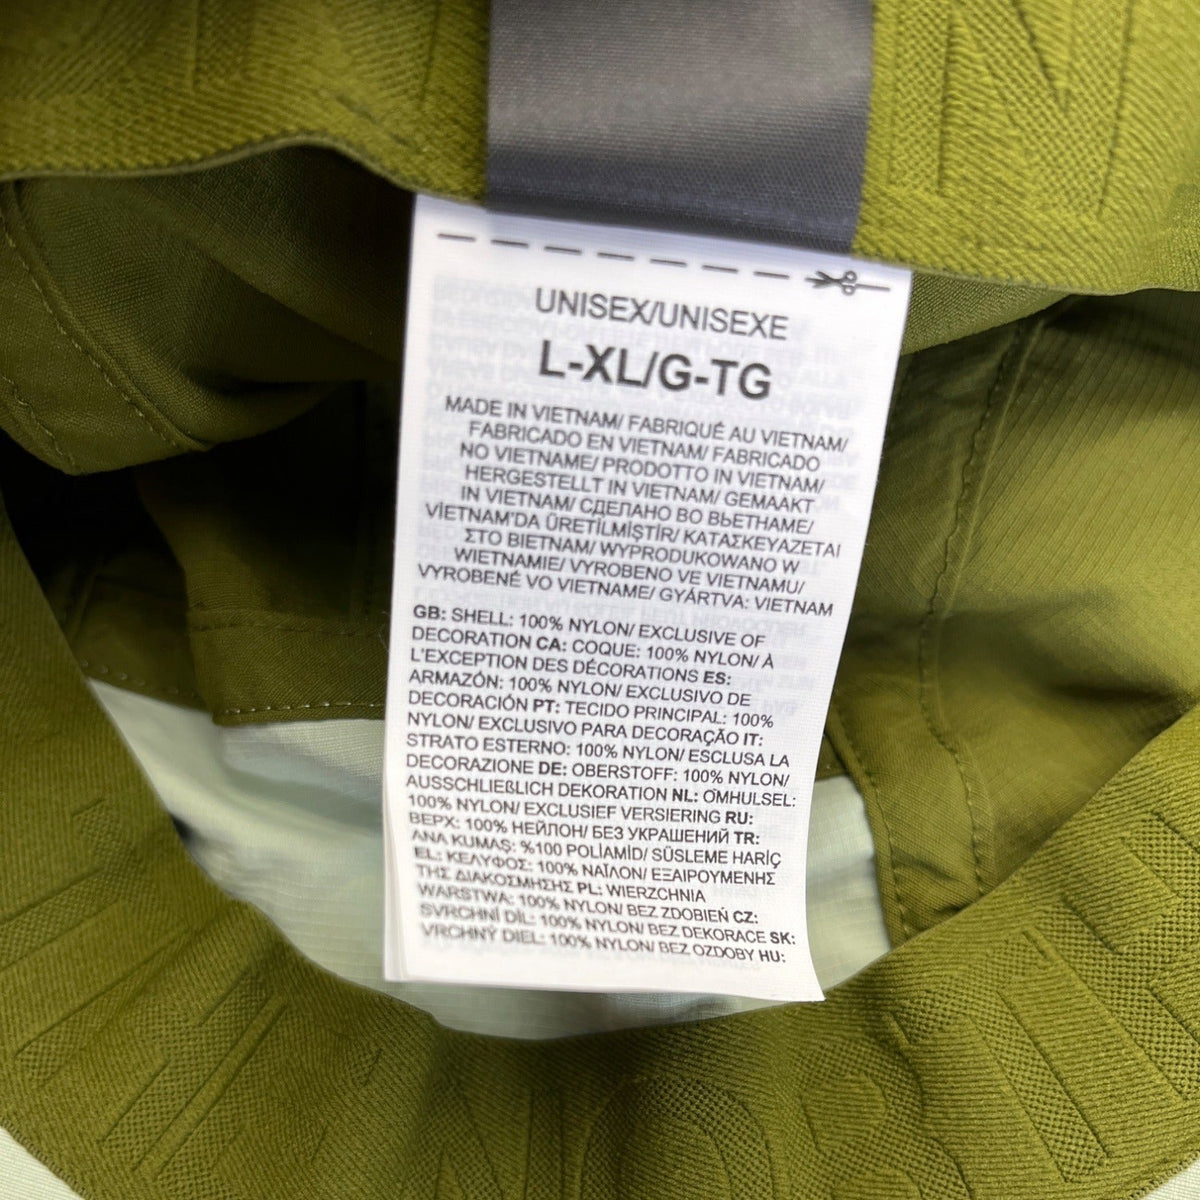 UNISEX/UNISEXE
L-XL/G-TG
MADE IN VIETNAM/ FABRIQUÉ AU VIETNAM/
FABRICADO EN VIETNAM/ FABRICADO
NO VIETNAME/ PRODOTTO IN VIETNAM/
HERGESTELLT IN VIETNAM/ GEMAAKT
IN VIETNAM/ СДЕЛАНО ВО ВЬЕТНАМЕ/
VİETNAM'DA ÜRETİLMİŞTİR/ ΚΑΤΑΣΚΕΥΑΖΕΤΑΙ
ΣΤΟ ΒΙΕΤΝΑΜ/ WYPRODUKOWANO W
WIETNAMIE/ VYROBENO VE VIETNAMU/
VYROBENÉ VO VIETNAME/ GYÁRTVA: VIETNAM
GB: SHELL: 100% NYLON/ EXCLUSIVE OF
DECORATION CA: COQUE: 100% NYLON/ À
L'EXCEPTION DES DÉCORATIONS ES:
ARMAZÓN: 100% NYLON/ EXCLUSIVO DE
DECORACIÓN PT: TECIDO PRINCIPAL: 100%
NYLON/ EXCLUSIVO PARA DECORAÇÃO IT:
STRATO ESTERNO: 100% NYLON/ ESCLUSA LA
DECORAZIONE DE: OBERSTOFF: 100% NYLON/
AUSSCHLIEßLICH DEKORATION NL: OMHULSEL:
100% NYLON/ EXCLUSIEF VERSIERING RU:
ВЕРХ: 100% НЕЙЛОН/ БЕЗ УКРАШЕНИЙ TR:
ANA KUMAŞ: %100 POLİAMİD/ SÜSLEME HARİÇ
EL: ΚΕΛΥΦΟΣ: 100% ΝΑΪΛΟΝ/ ΕΞΑΙΡΟΥΜΕΝΗΣ
ΤΗΣ ΔΙΑΚΟΣΜΗΣΗΣ PL: WIERZCHNIA
WARSTWA: 100% NYLON/ BEZ ZDOBIEŃ CZ:
SVRCHNÍ DÍL: 100% NYLON/ BEZ DEKORACE SK:
VRCHNÝ DIEL: 100% NYLON/ BEZ OZDOBY HU: